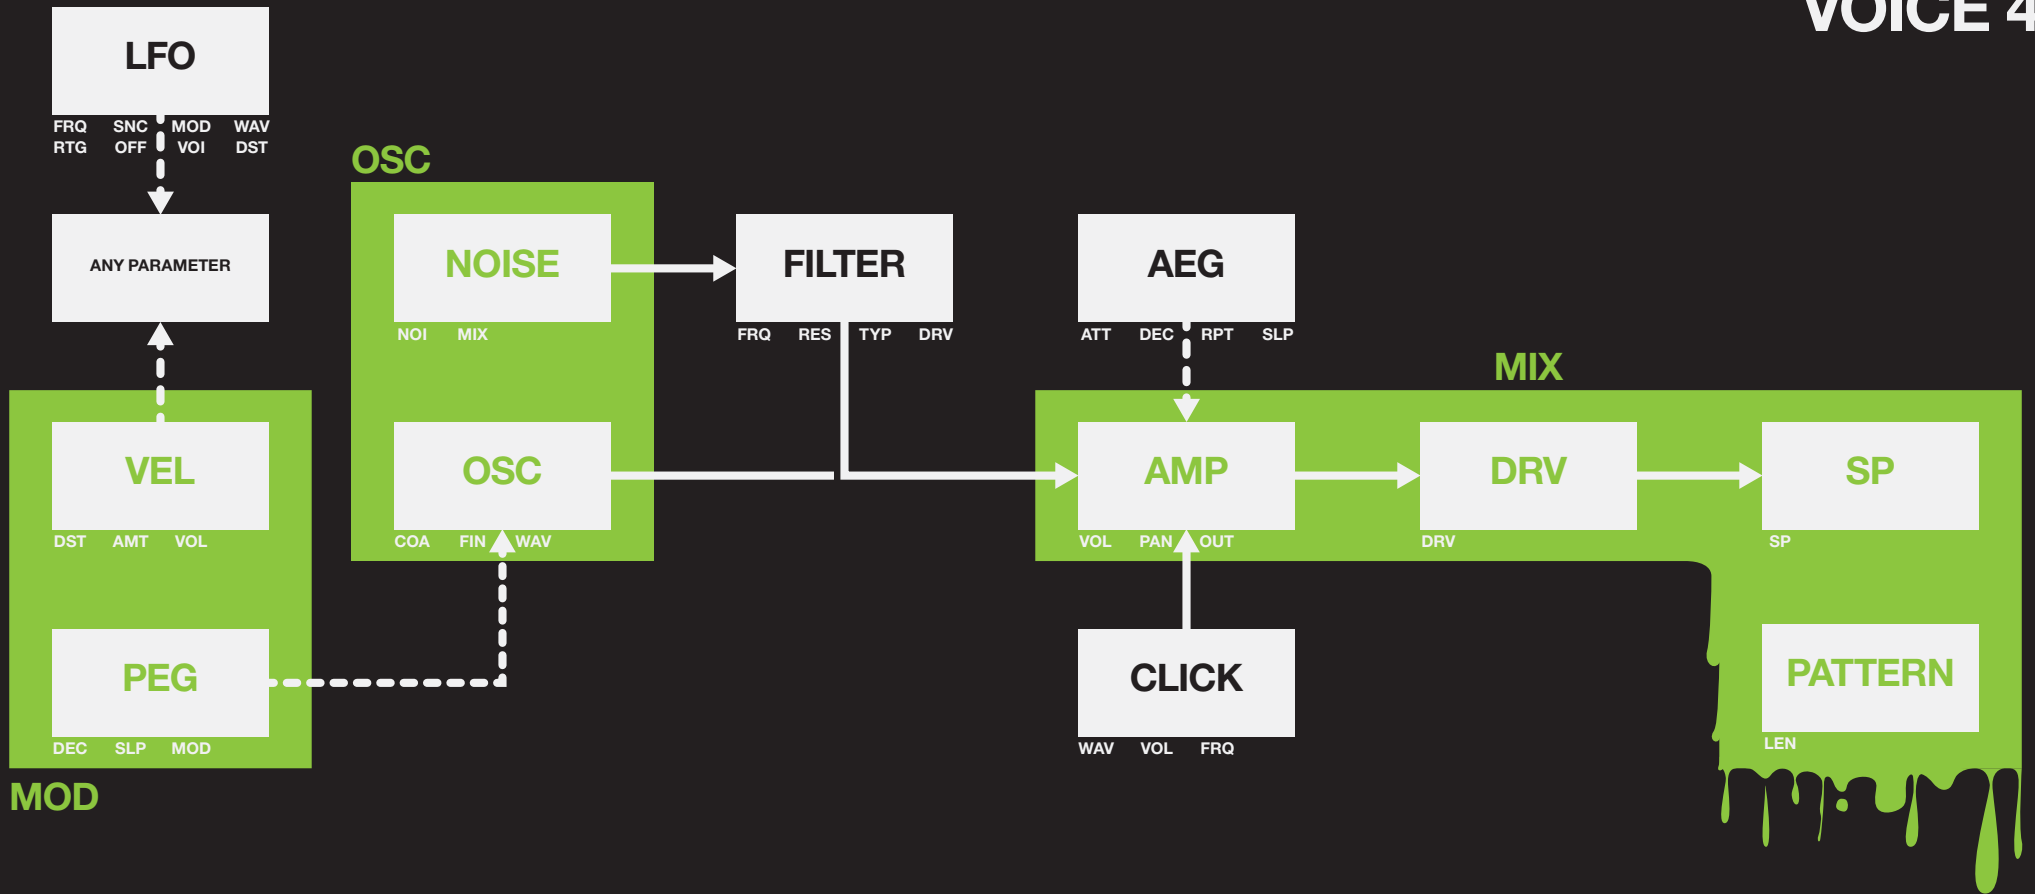 VOICE 4
LFO
FRQ SNC MOD WAV
RTG OFF VOI DST
ANY PARAMETER
VEL
DST AMT VOL
PEG
DEC SLP MOD
MOD
OSC
NOISE
NOI MIX
OSC
COA FIN WAV
FILTER
FRQ RES TYP DRV
AEG
ATT DEC RPT SLP
MIX
AMP
VOL PAN OUT
DRV
DRV
SP
SP
CLICK
WAV VOL FRQ
PATTERN
LEN